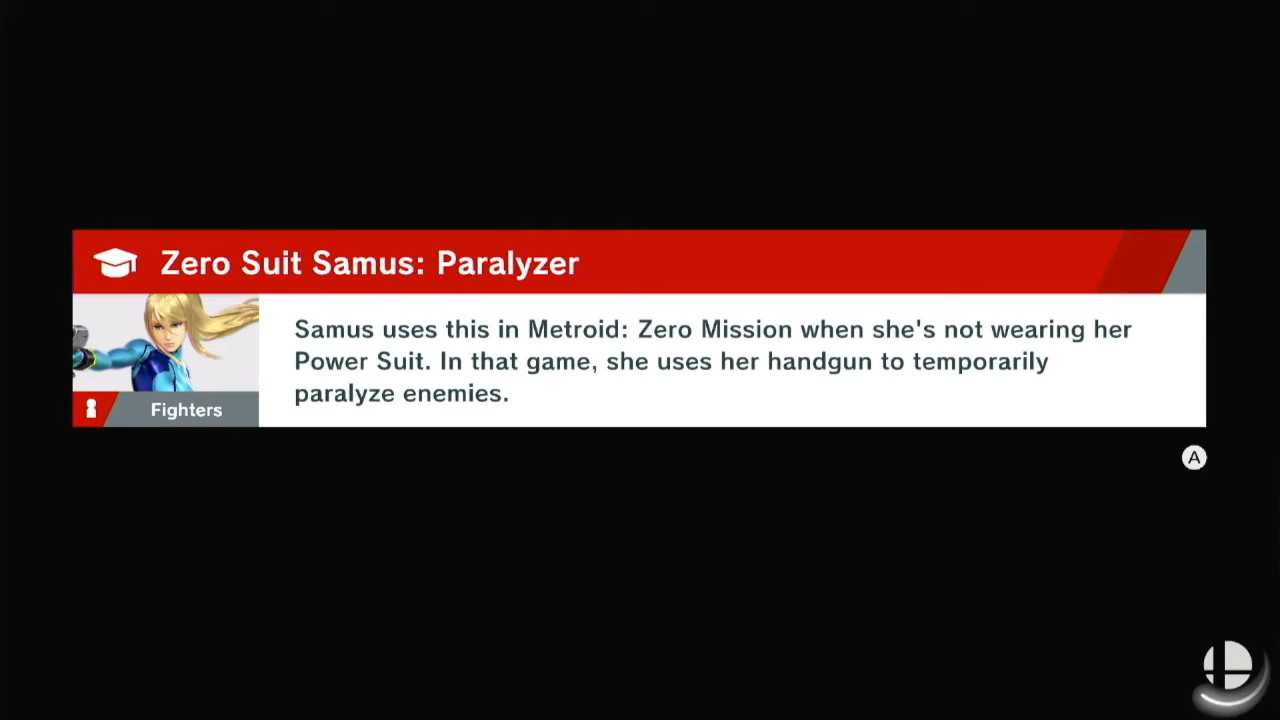 Zero Suit Samus: Paralyzer
Samus uses this in Metroid: Zero Mission when she's not wearing her
Power Suit. In that game, she uses her handgun to temporarily
paralyze enemies.
Fighters
A